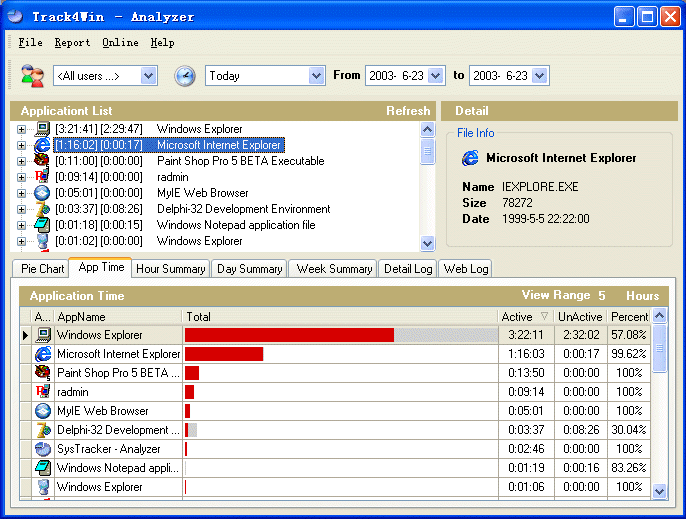 Track4Win - Analyzer
File Report Online Help
<All users ...> Today From 2003- 6-23 to 2003- 6-23
Applicationt List Refresh Detail
[3:21:41] [2:29:47] Windows Explorer
[1:16:02] [0:00:17] Microsoft Internet Explorer
[0:11:00] [0:00:00] Paint Shop Pro 5 BETA Executable
[0:09:14] [0:00:00] radmin
[0:05:01] [0:00:00] MyIE Web Browser
[0:03:37] [0:08:26] Delphi-32 Development Environment
[0:01:18] [0:00:15] Windows Notepad application file
[0:01:02] [0:00:00] Windows Explorer
File Info
Microsoft Internet Explorer
Name IEXPLORE.EXE
Size 78272
Date 1999-5-5 22:22:00
Pie Chart App Time Hour Summary Day Summary Week Summary Detail Log Web Log
Application Time View Range 5 Hours
A... AppName Total Active UnActive Percent
Windows Explorer 3:22:11 2:32:02 57.08%
Microsoft Internet Explorer 1:16:03 0:00:17 99.62%
Paint Shop Pro 5 BETA ... 0:13:50 0:00:00 100%
radmin 0:09:14 0:00:00 100%
MyIE Web Browser 0:05:01 0:00:00 100%
Delphi-32 Development ... 0:03:37 0:08:26 30.04%
SysTracker - Analyzer 0:02:46 0:00:00 100%
Windows Notepad appli... 0:01:19 0:00:16 83.26%
Windows Explorer 0:01:06 0:00:00 100%